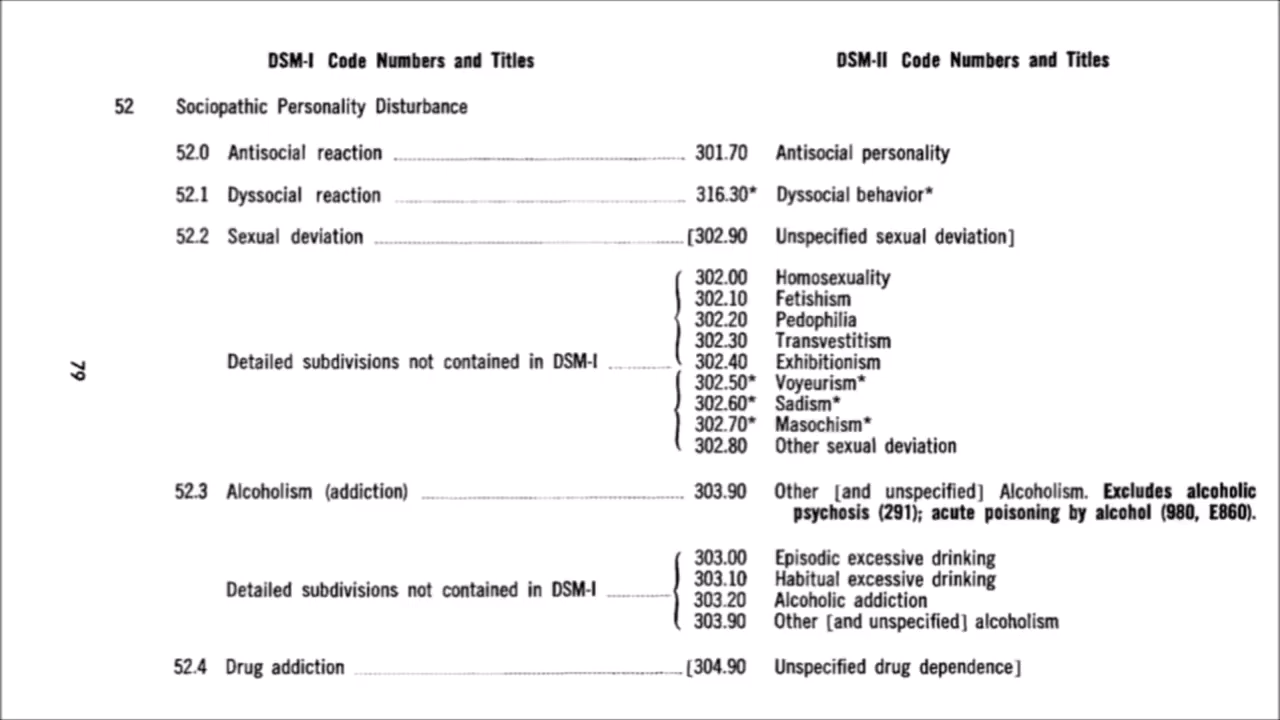 DSM-I Code Numbers and Titles DSM-II Code Numbers and Titles
52 Sociopathic Personality Disturbance
52.0 Antisocial reaction 301.70 Antisocial personality
52.1 Dyssocial reaction 316.30* Dyssocial behavior*
52.2 Sexual deviation [302.90 Unspecified sexual deviation]
302.00 Homosexuality
302.10 Fetishism
302.20 Pedophilia
302.30 Transvestitism
Detailed subdivisions not contained in DSM-I 302.40 Exhibitionism
302.50* Voyeurism*
302.60* Sadism*
302.70* Masochism*
302.80 Other sexual deviation
52.3 Alcoholism (addiction) 303.90 Other [and unspecified] Alcoholism. Excludes alcoholic
psychosis (291); acute poisoning by alcohol (980, E860).
303.00 Episodic excessive drinking
303.10 Habitual excessive drinking
Detailed subdivisions not contained in DSM-I 303.20 Alcoholic addiction
303.90 Other [and unspecified] alcoholism
52.4 Drug addiction [304.90 Unspecified drug dependence]
79